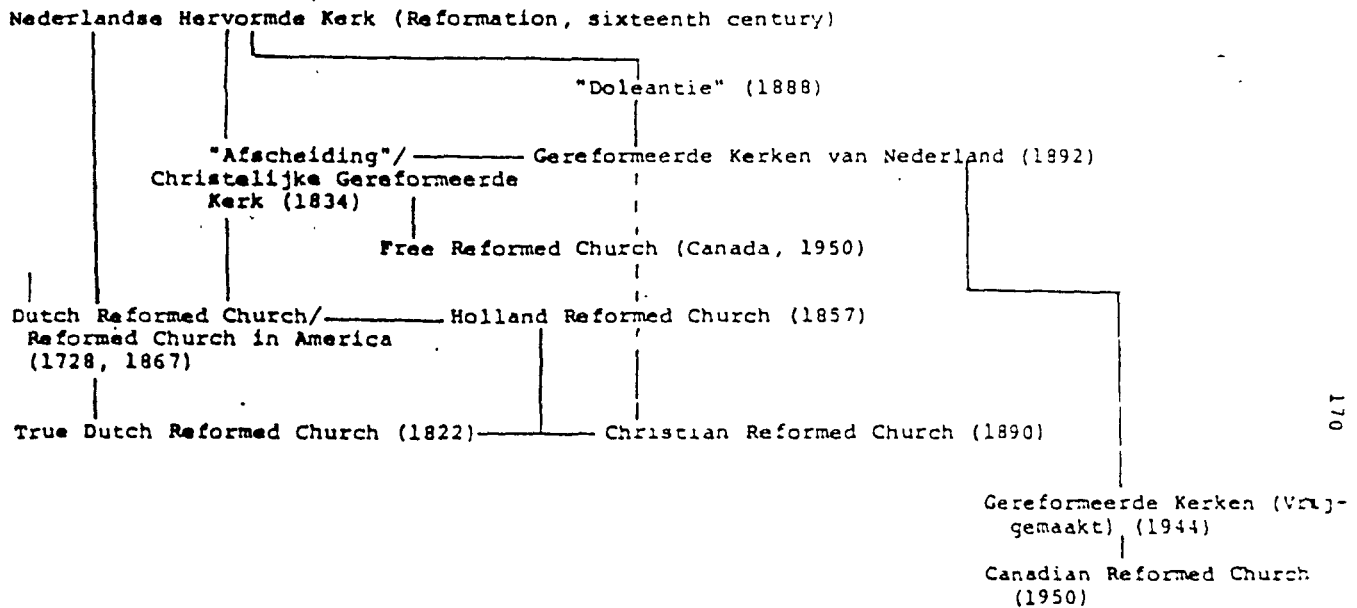 Nederlandse Hervormde Kerk (Reformation, sixteenth century)
"Doleantie" (1888)
"Afscheiding"/
Christelijke Gereformeerde
Kerk (1834)
Gereformeerde Kerken van Nederland (1892)
Free Reformed Church (Canada, 1950)
Dutch Reformed Church/
Reformed Church in America
(1728, 1867)
Holland Reformed Church (1857)
True Dutch Reformed Church (1822)
Christian Reformed Church (1890)
170
Gereformeerde Kerken (Vrij-
gemaakt) (1944)
Canadian Reformed Church
(1950)